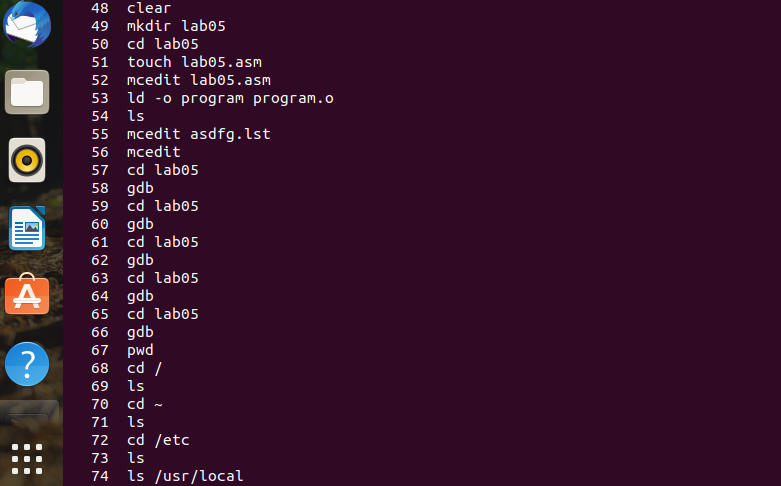 48 clear
49 mkdir lab05
50 cd lab05
51 touch lab05.asm
52 mcedit lab05.asm
53 ld -o program program.o
54 ls
55 mcedit asdfg.lst
56 mcedit
57 cd lab05
58 gdb
59 cd lab05
60 gdb
61 cd lab05
62 gdb
63 cd lab05
64 gdb
65 cd lab05
66 gdb
67 pwd
68 cd /
69 ls
70 cd ~
71 ls
72 cd /etc
73 ls
74 ls /usr/local